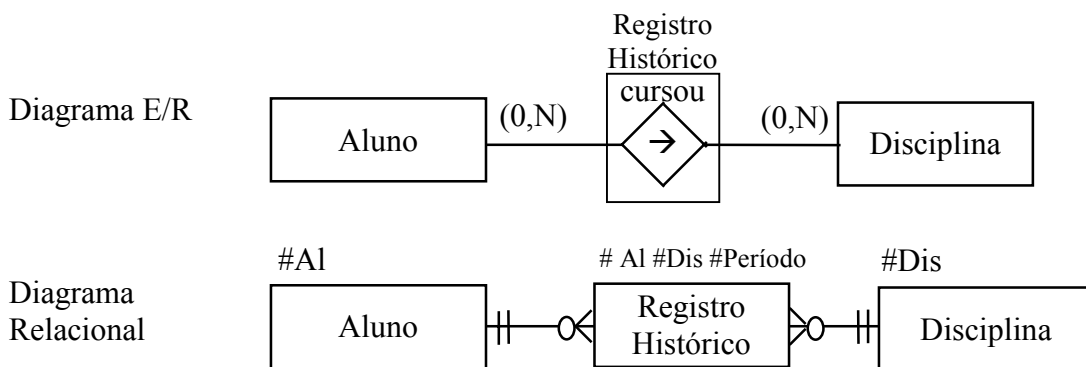 Registro
Histórico
cursou
Diagrama E/R
Aluno
(0,N)
→
(0,N)
Disciplina
#Al
# Al #Dis #Período
#Dis
Diagrama
Relacional
Aluno
Registro
Histórico
Disciplina